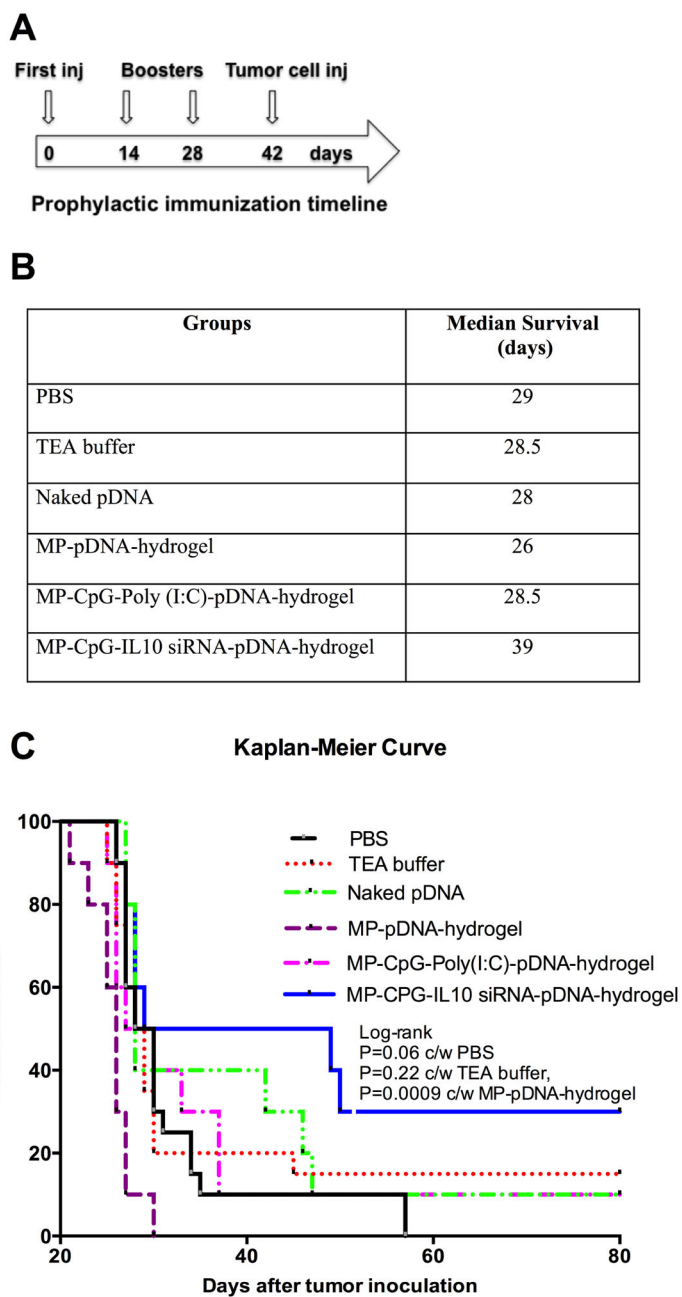 A
First inj Boosters Tumor cell inj
0 14 28 42 days
Prophylactic immunization timeline
B
Groups Median Survival (days)
PBS 29
TEA buffer 28.5
Naked pDNA 28
MP-pDNA-hydrogel 26
MP-CpG-Poly (I:C)-pDNA-hydrogel 28.5
MP-CpG-IL10 siRNA-pDNA-hydrogel 39
C
Kaplan-Meier Curve
100
80
60
40
20
0
PBS
TEA buffer
Naked pDNA
MP-pDNA-hydrogel
MP-CpG-Poly(I:C)-pDNA-hydrogel
MP-CPG-IL10 siRNA-pDNA-hydrogel
Log-rank
P=0.06 c/w PBS
P=0.22 c/w TEA buffer,
P=0.0009 c/w MP-pDNA-hydrogel
20 40 60 80
Days after tumor inoculation